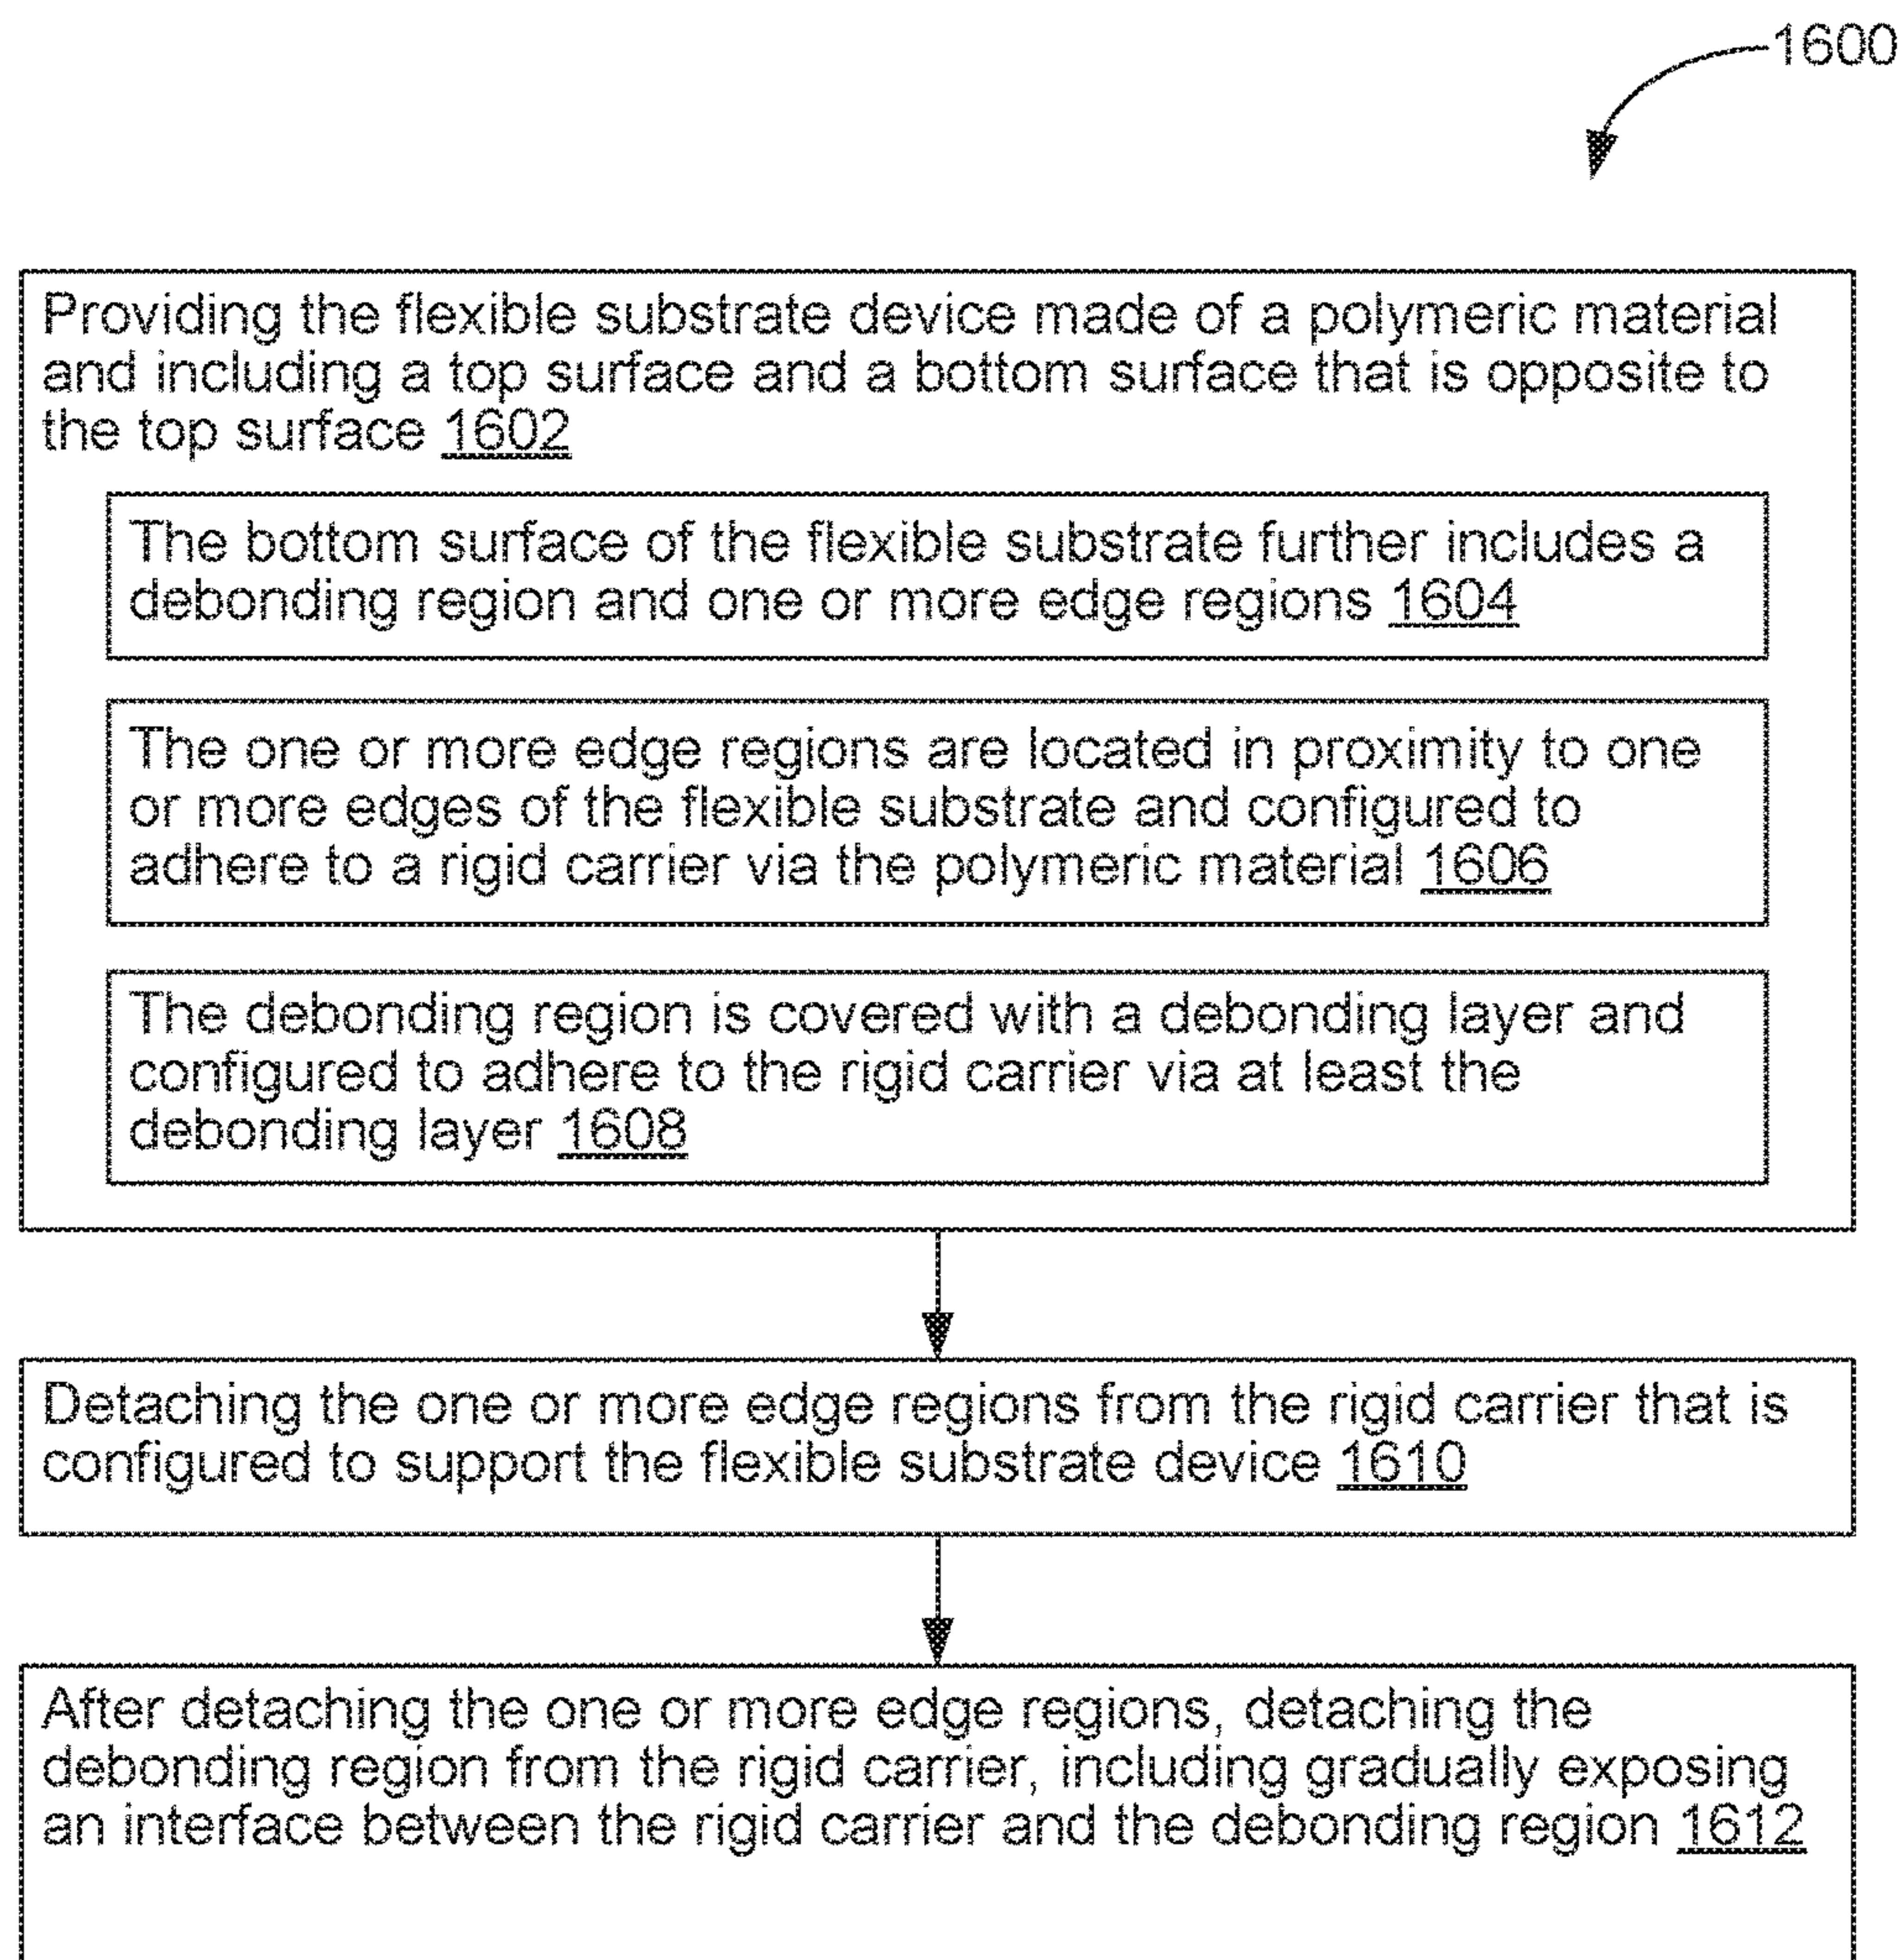 1600
Providing the flexible substrate device made of a polymeric material
and including a top surface and a bottom surface that is opposite to
the top surface 1602
The bottom surface of the flexible substrate further includes a
debonding region and one or more edge regions 1604
The one or more edge regions are located in proximity to one
or more edges of the flexible substrate and configured to
adhere to a rigid carrier via the polymeric material 1606
The debonding region is covered with a debonding layer and
configured to adhere to the rigid carrier via at least the
debonding layer 1608
Detaching the one or more edge regions from the rigid carrier that is
configured to support the flexible substrate device 1610
After detaching the one or more edge regions, detaching the
debonding region from the rigid carrier, including gradually exposing
an interface between the rigid carrier and the debonding region 1612